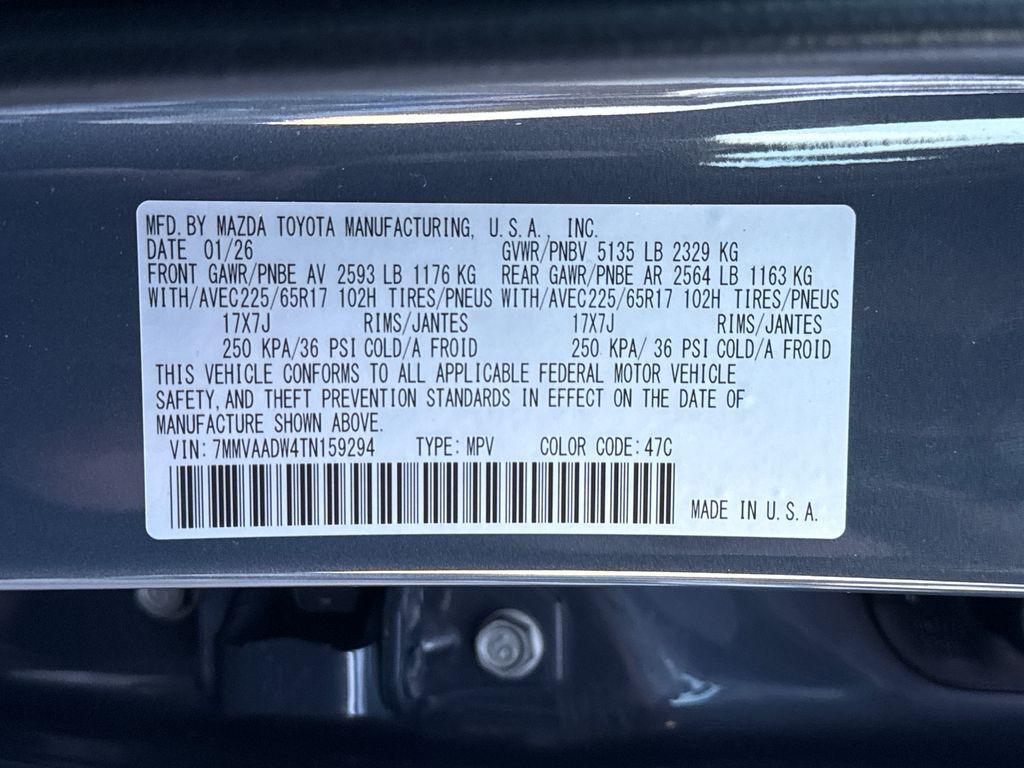 MFD. BY MAZDA TOYOTA MANUFACTURING, U.S.A., INC.
DATE 01/26 GVWR/PNBV 5135 LB 2329 KG
FRONT GAWR/PNBE AV 2593 LB 1176 KG REAR GAWR/PNBE AR 2564 LB 1163 KG
WITH/AVEC225/65R17 102H TIRES/PNEUS WITH/AVEC225/65R17 102H TIRES/PNEUS
17X7J RIMS/JANTES 17X7J RIMS/JANTES
250 KPA/36 PSI COLD/A FROID 250 KPA/ 36 PSI COLD/A FROID
THIS VEHICLE CONFORMS TO ALL APPLICABLE FEDERAL MOTOR VEHICLE
SAFETY, AND THEFT PREVENTION STANDARDS IN EFFECT ON THE DATE OF
MANUFACTURE SHOWN ABOVE.
VIN: 7MMVAADW4TN159294 TYPE: MPV COLOR CODE: 47C
MADE IN U.S.A.